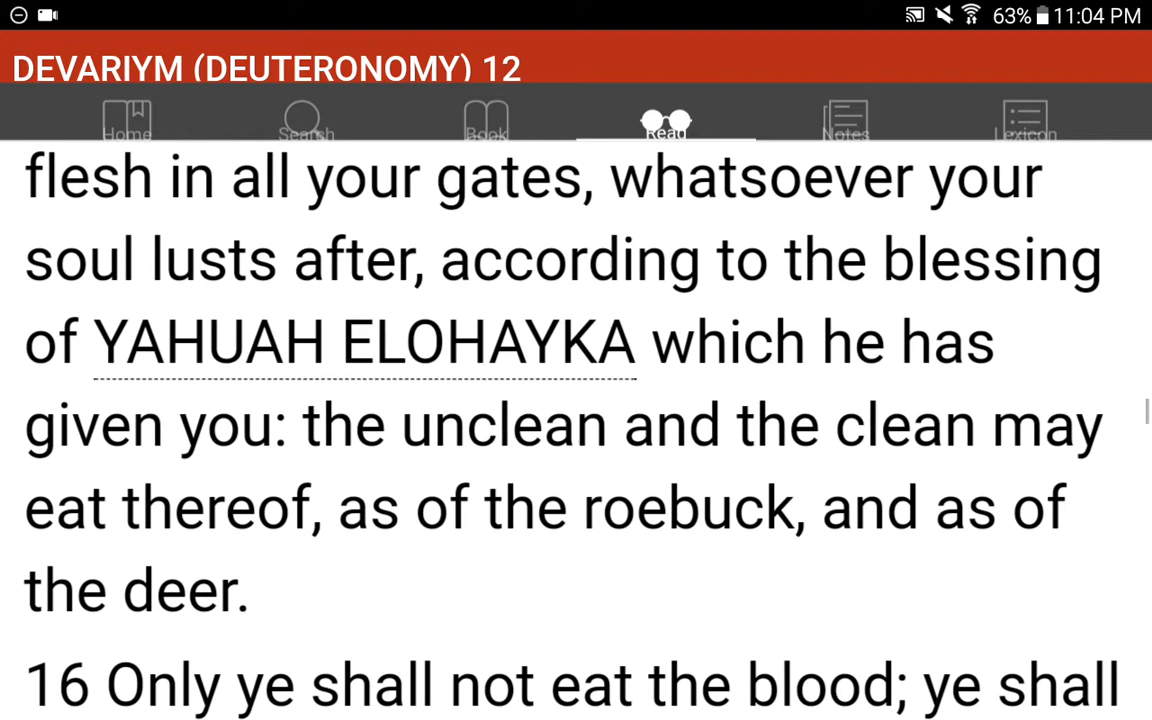 63% 11:04 PM
DEVARIYM (DEUTERONOMY) 12
Home Search Book Read Notes Lexicon
flesh in all your gates, whatsoever your
soul lusts after, according to the blessing
of YAHUAH ELOHAYKA which he has
given you: the unclean and the clean may
eat thereof, as of the roebuck, and as of
the deer.
16 Only ye shall not eat the blood; ye shall